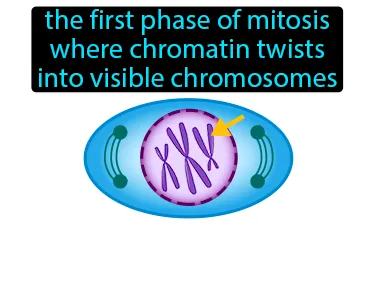 the first phase of mitosis
where chromatin twists
into visible chromosomes